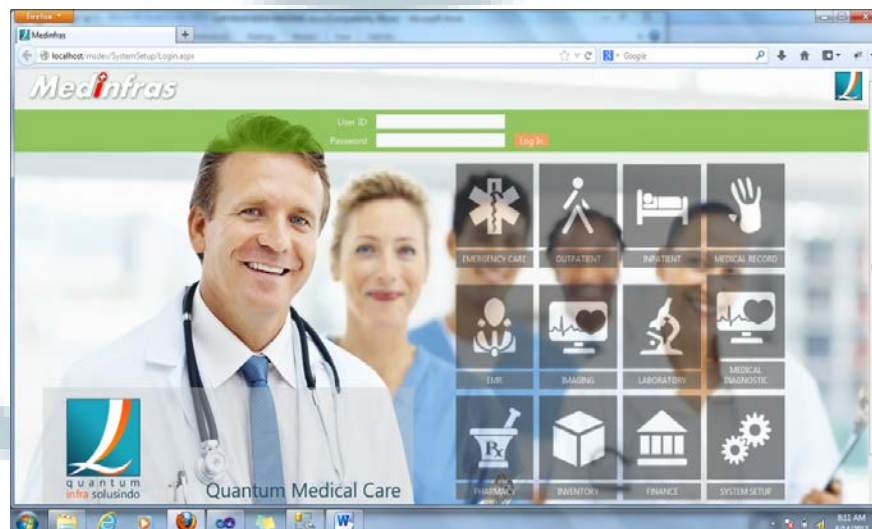 Firefox
Medinfras
localhost/msdev/SystemSetup/Login.aspx
Google
Medinfras
User ID
Password
Log In
EMERGENCY CARE
OUTPATIENT
INPATIENT
MEDICAL RECORD
EMR
IMAGING
LABORATORY
MEDICAL
DIAGNOSTIC
Rx
PHARMACY
INVENTORY
FINANCE
SYSTEM SETUP
quantum
infra solusindo
Quantum Medical Care
W
8:11 AM